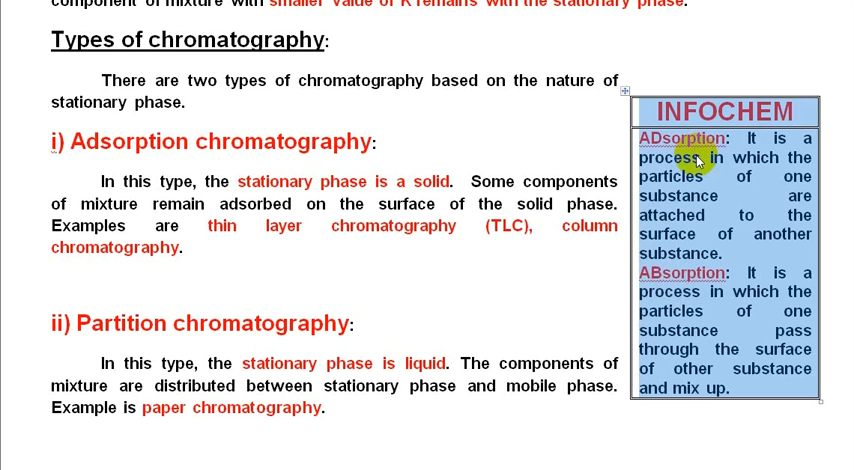 component of mixture with smaller value of K remains with the stationary phase.
Types of chromatography:
There are two types of chromatography based on the nature of
stationary phase.
i) Adsorption chromatography:
In this type, the stationary phase is a solid. Some components
of mixture remain adsorbed on the surface of the solid phase.
Examples are thin layer chromatography (TLC), column
chromatography.
ii) Partition chromatography:
In this type, the stationary phase is liquid. The components of
mixture are distributed between stationary phase and mobile phase.
Example is paper chromatography.
INFOCHEM
ADsorption: It is a
process in which the
particles of one
substance are
attached to the
surface of another
substance.
ABsorption: It is a
process in which the
particles of one
substance pass
through the surface
of other substance
and mix up.